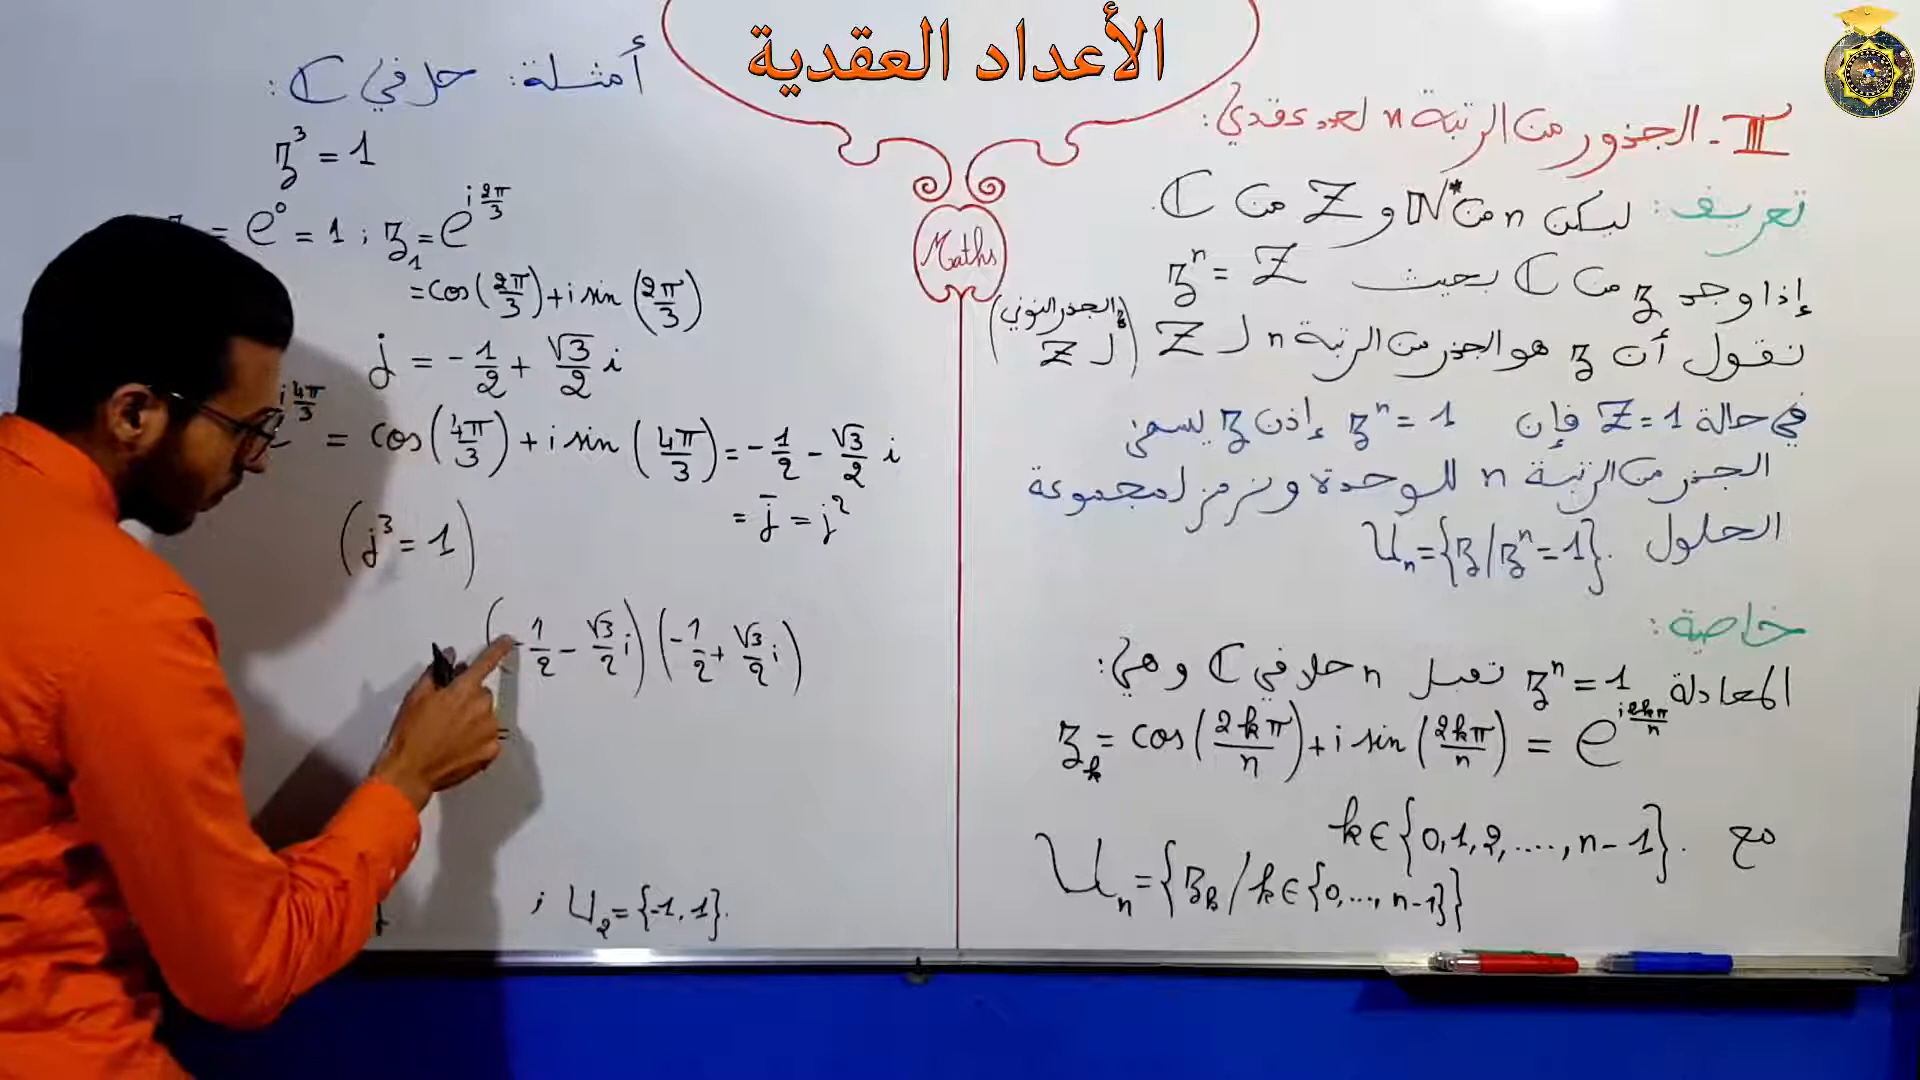 الأعداد العقدية
Maths
III - الجذور من الرتبة n لعدد عقدي:
تعريف: ليكن n من ℕ* و Z من ℂ.
إذا وجد z من ℂ بحيث zⁿ = Z
نقول أن z هو الجذر من الرتبة n لـ Z (الجذر النوني لـ Z)
في حالة Z = 1 فإن zⁿ = 1 إذن z يسمى
الجذر من الرتبة n للوحدة ونرمز لمجموعة
الحلول Uₙ = {z / zⁿ = 1}.
خاصية:
المعادلة zⁿ = 1 تقبل n حلا في ℂ وهي:
z_k = cos(2kπ/n) + i sin(2kπ/n) = e^(i2kπ/n)
مع k ∈ {0, 1, 2, ...., n-1}.
Uₙ = {z_k / k ∈ {0, ..., n-1}}
أمثلة: حل في ℂ:
z³ = 1
= e⁰ = 1 ; z₁ = e^(i2π/3)
= cos(2π/3) + i sin(2π/3)
j = -1/2 + √3/2 i
e^(i4π/3) = cos(4π/3) + i sin(4π/3) = -1/2 - √3/2 i
= j̄ = j²
(j³ = 1)
(-1/2 - √3/2 i)(-1/2 + √3/2 i)
=
; U₂ = {-1, 1}.